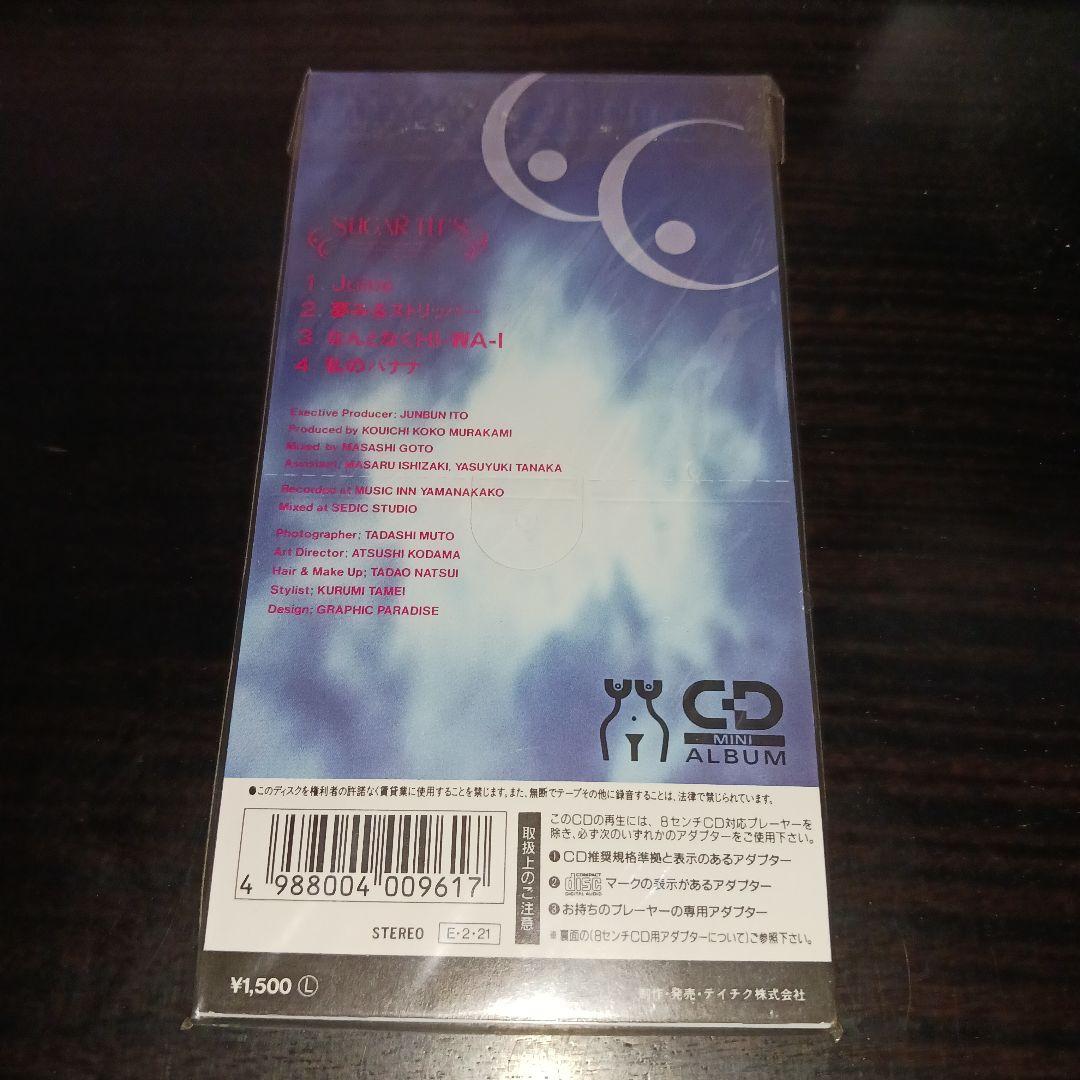 SUGAR TIT'S
1.
2. 夢みるストリッパー
3. なんとなく WA-I
4. 私のバナナ
Exective Producer; JUNBUN ITO
Produced by KOUICHI KOKO MURAKAMI
Mixed by MASASHI GOTO
Assistant; MASARU ISHIZAKI, YASUYUKI TANAKA
Recorded at MUSIC INN YAMANAKAKO
Mixed at SEDIC STUDIO
Photographer; TADASHI MUTO
Art Director; ATSUSHI KODAMA
Hair & Make Up; TADAO NATSUI
Stylist; KURUMI TAMEI
Design; GRAPHIC PARADISE
CD
MINI
ALBUM
●このディスクを権利者の許諾なく賃貸業に使用することを禁じます。また、無断でテープその他に録音することは、法律で禁じられています。
4 988004 009617
STEREO E・2・21
取扱上のご注意
このCDの再生には、8センチCD対応プレーヤーを
除き、必ず次のいずれかのアダプターをご使用下さい。
❶CD推奨規格準拠と表示のあるアダプター
❷ COMPACT disc DIGITAL AUDIO マークの表示があるアダプター
❸お持ちのプレーヤーの専用アダプター
※裏面の(8センチCD用アダプターについて)ご参照下さい。
¥1,500 Ⓛ
制作・発売・テイチク株式会社